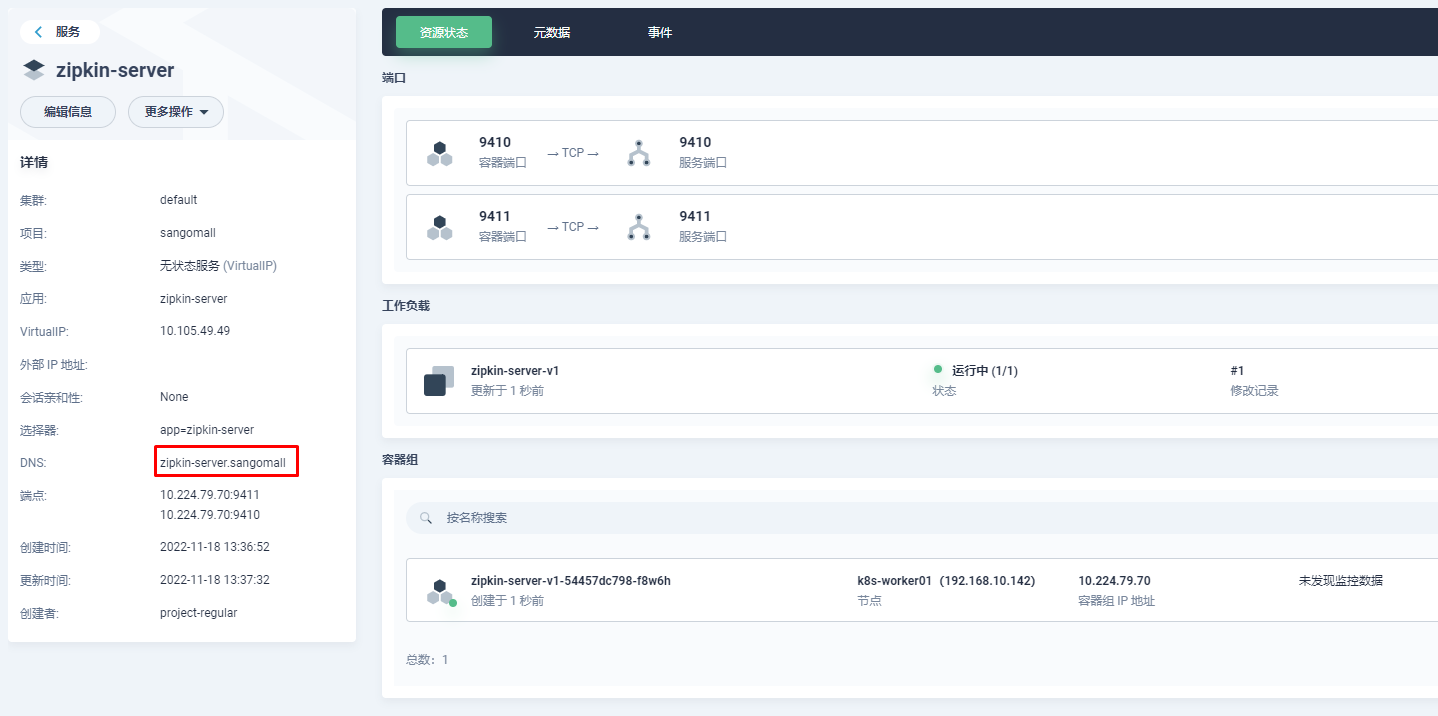 服务
zipkin-server
编辑信息 更多操作
详情
集群: default
项目: sangomall
类型: 无状态服务 (VirtualIP)
应用: zipkin-server
VirtualIP: 10.105.49.49
外部 IP 地址:
会话亲和性: None
选择器: app=zipkin-server
DNS: zipkin-server.sangomall
端点: 10.224.79.70:9411
10.224.79.70:9410
创建时间: 2022-11-18 13:36:52
更新时间: 2022-11-18 13:37:32
创建者: project-regular
资源状态 元数据 事件
端口
9410 → TCP → 9410
容器端口 服务端口
9411 → TCP → 9411
容器端口 服务端口
工作负载
zipkin-server-v1 运行中 (1/1) #1
更新于 1 秒前 状态 修改记录
容器组
按名称搜索
zipkin-server-v1-54457dc798-f8w6h k8s-worker01（192.168.10.142） 10.224.79.70 未发现监控数据
创建于 1 秒前 节点 容器组 IP 地址
总数：1